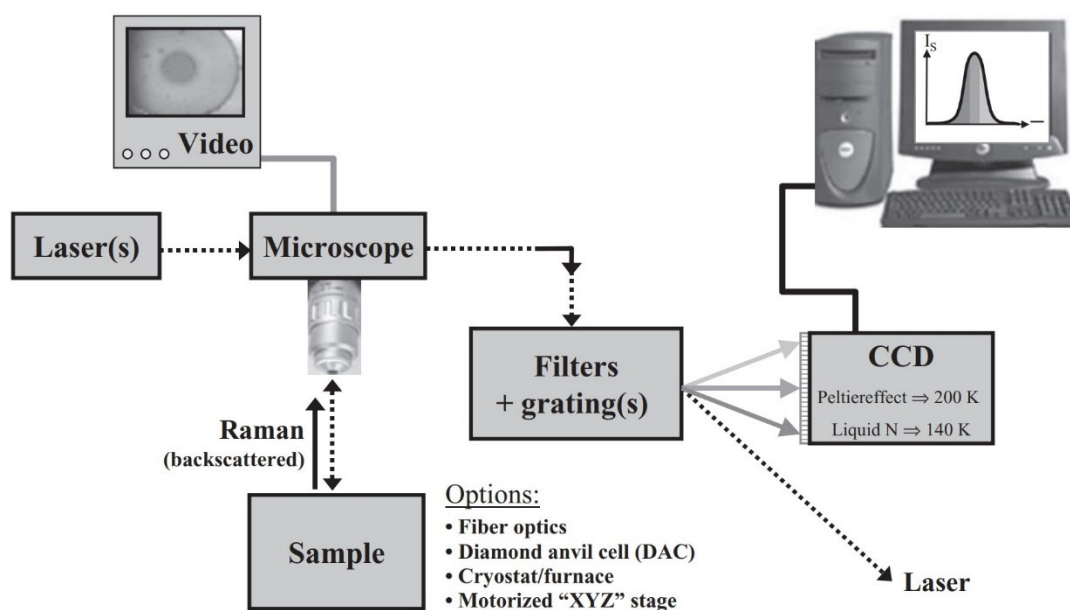 Video
I_S
Laser(s)
Microscope
Filters
+ grating(s)
CCD
Peltiereffect ⇒ 200 K
Liquid N ⇒ 140 K
Raman
(backscattered)
Sample
Options:
• Fiber optics
• Diamond anvil cell (DAC)
• Cryostat/furnace
• Motorized “XYZ” stage
Laser